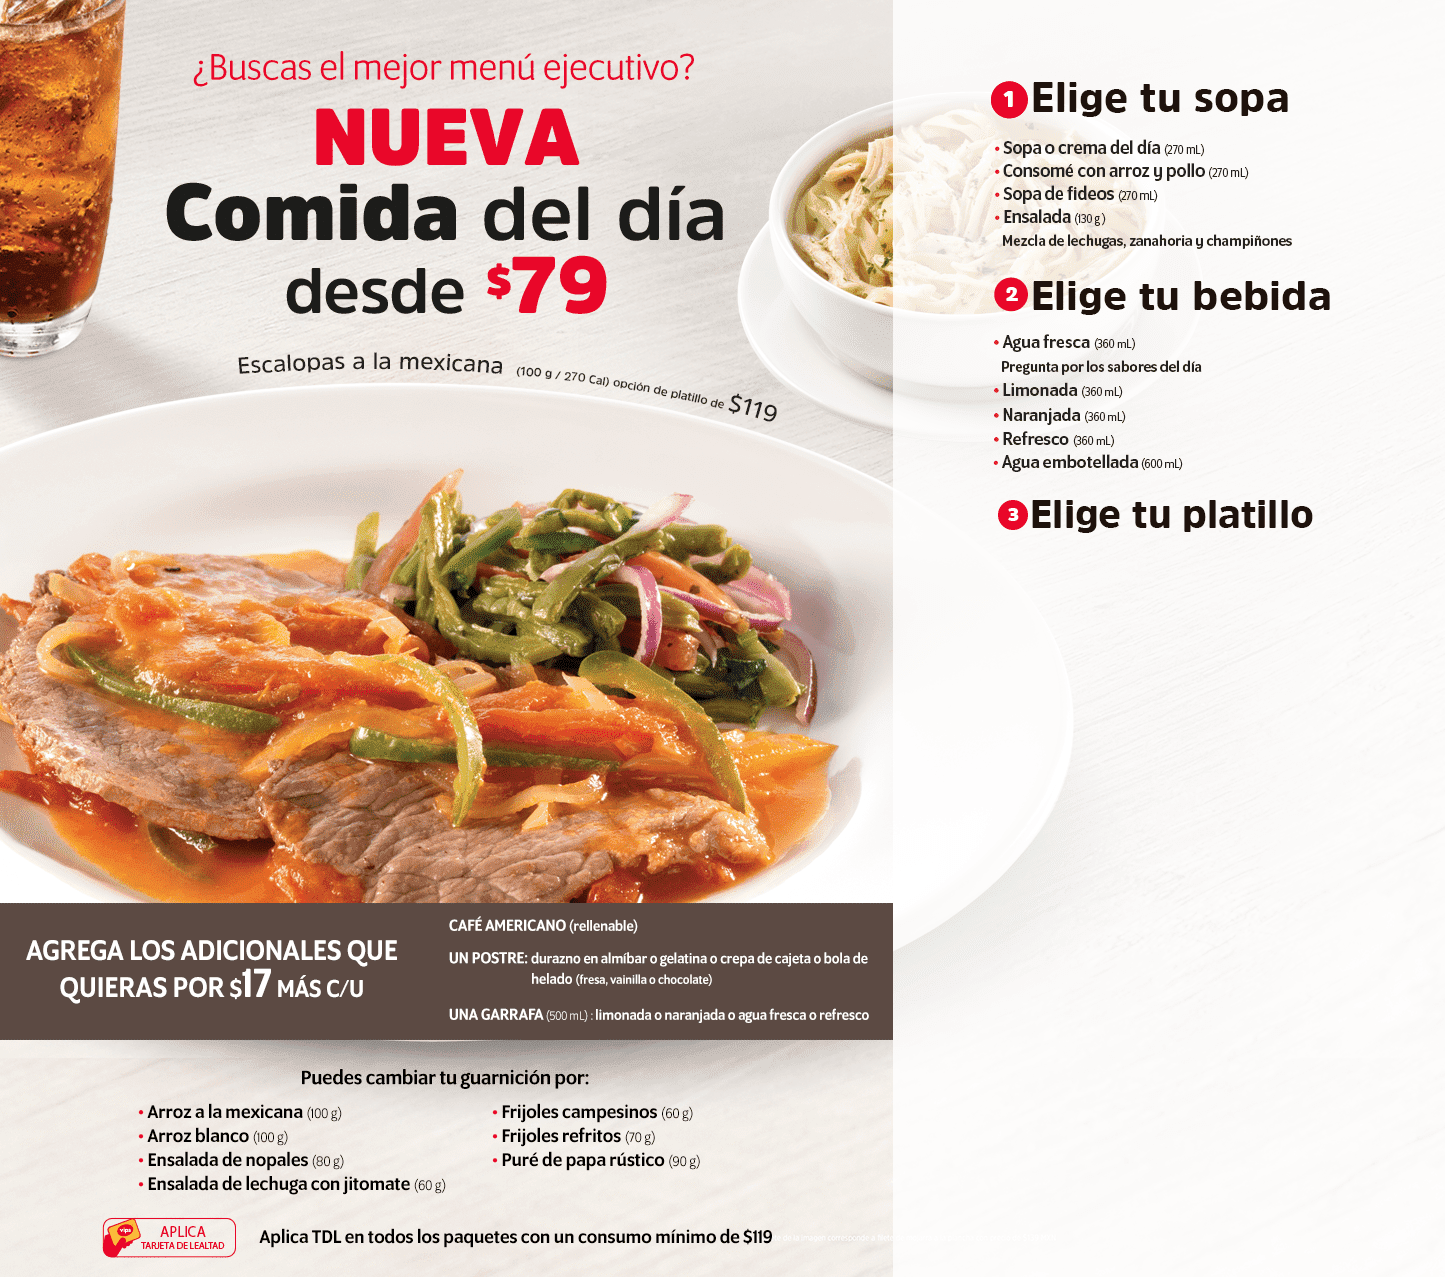 ¿Buscas el mejor menú ejecutivo?
NUEVA
Comida del día
desde $79
Escalopas a la mexicana (100 g / 270 Cal) opción de platillo de $119
AGREGA LOS ADICIONALES QUE
QUIERAS POR $17 MÁS C/U
CAFÉ AMERICANO (rellenable)
UN POSTRE: durazno en almíbar o gelatina o crepa de cajeta o bola de
helado (fresa, vainilla o chocolate)
UNA GARRAFA (500 mL) : limonada o naranjada o agua fresca o refresco
Puedes cambiar tu guarnición por:
• Arroz a la mexicana (100 g)
• Arroz blanco (100 g)
• Ensalada de nopales (80 g)
• Ensalada de lechuga con jitomate (60 g)
• Frijoles campesinos (60 g)
• Frijoles refritos (70 g)
• Puré de papa rústico (90 g)
vips
APLICA
TARJETA DE LEALTAD
Aplica TDL en todos los paquetes con un consumo mínimo de $119
1 Elige tu sopa
• Sopa o crema del día (270 mL)
• Consomé con arroz y pollo (270 mL)
• Sopa de fideos (270 mL)
• Ensalada (130 g )
Mezcla de lechugas, zanahoria y champiñones
2 Elige tu bebida
• Agua fresca (360 mL)
Pregunta por los sabores del día
• Limonada (360 mL)
• Naranjada (360 mL)
• Refresco (360 mL)
• Agua embotellada (600 mL)
3 Elige tu platillo